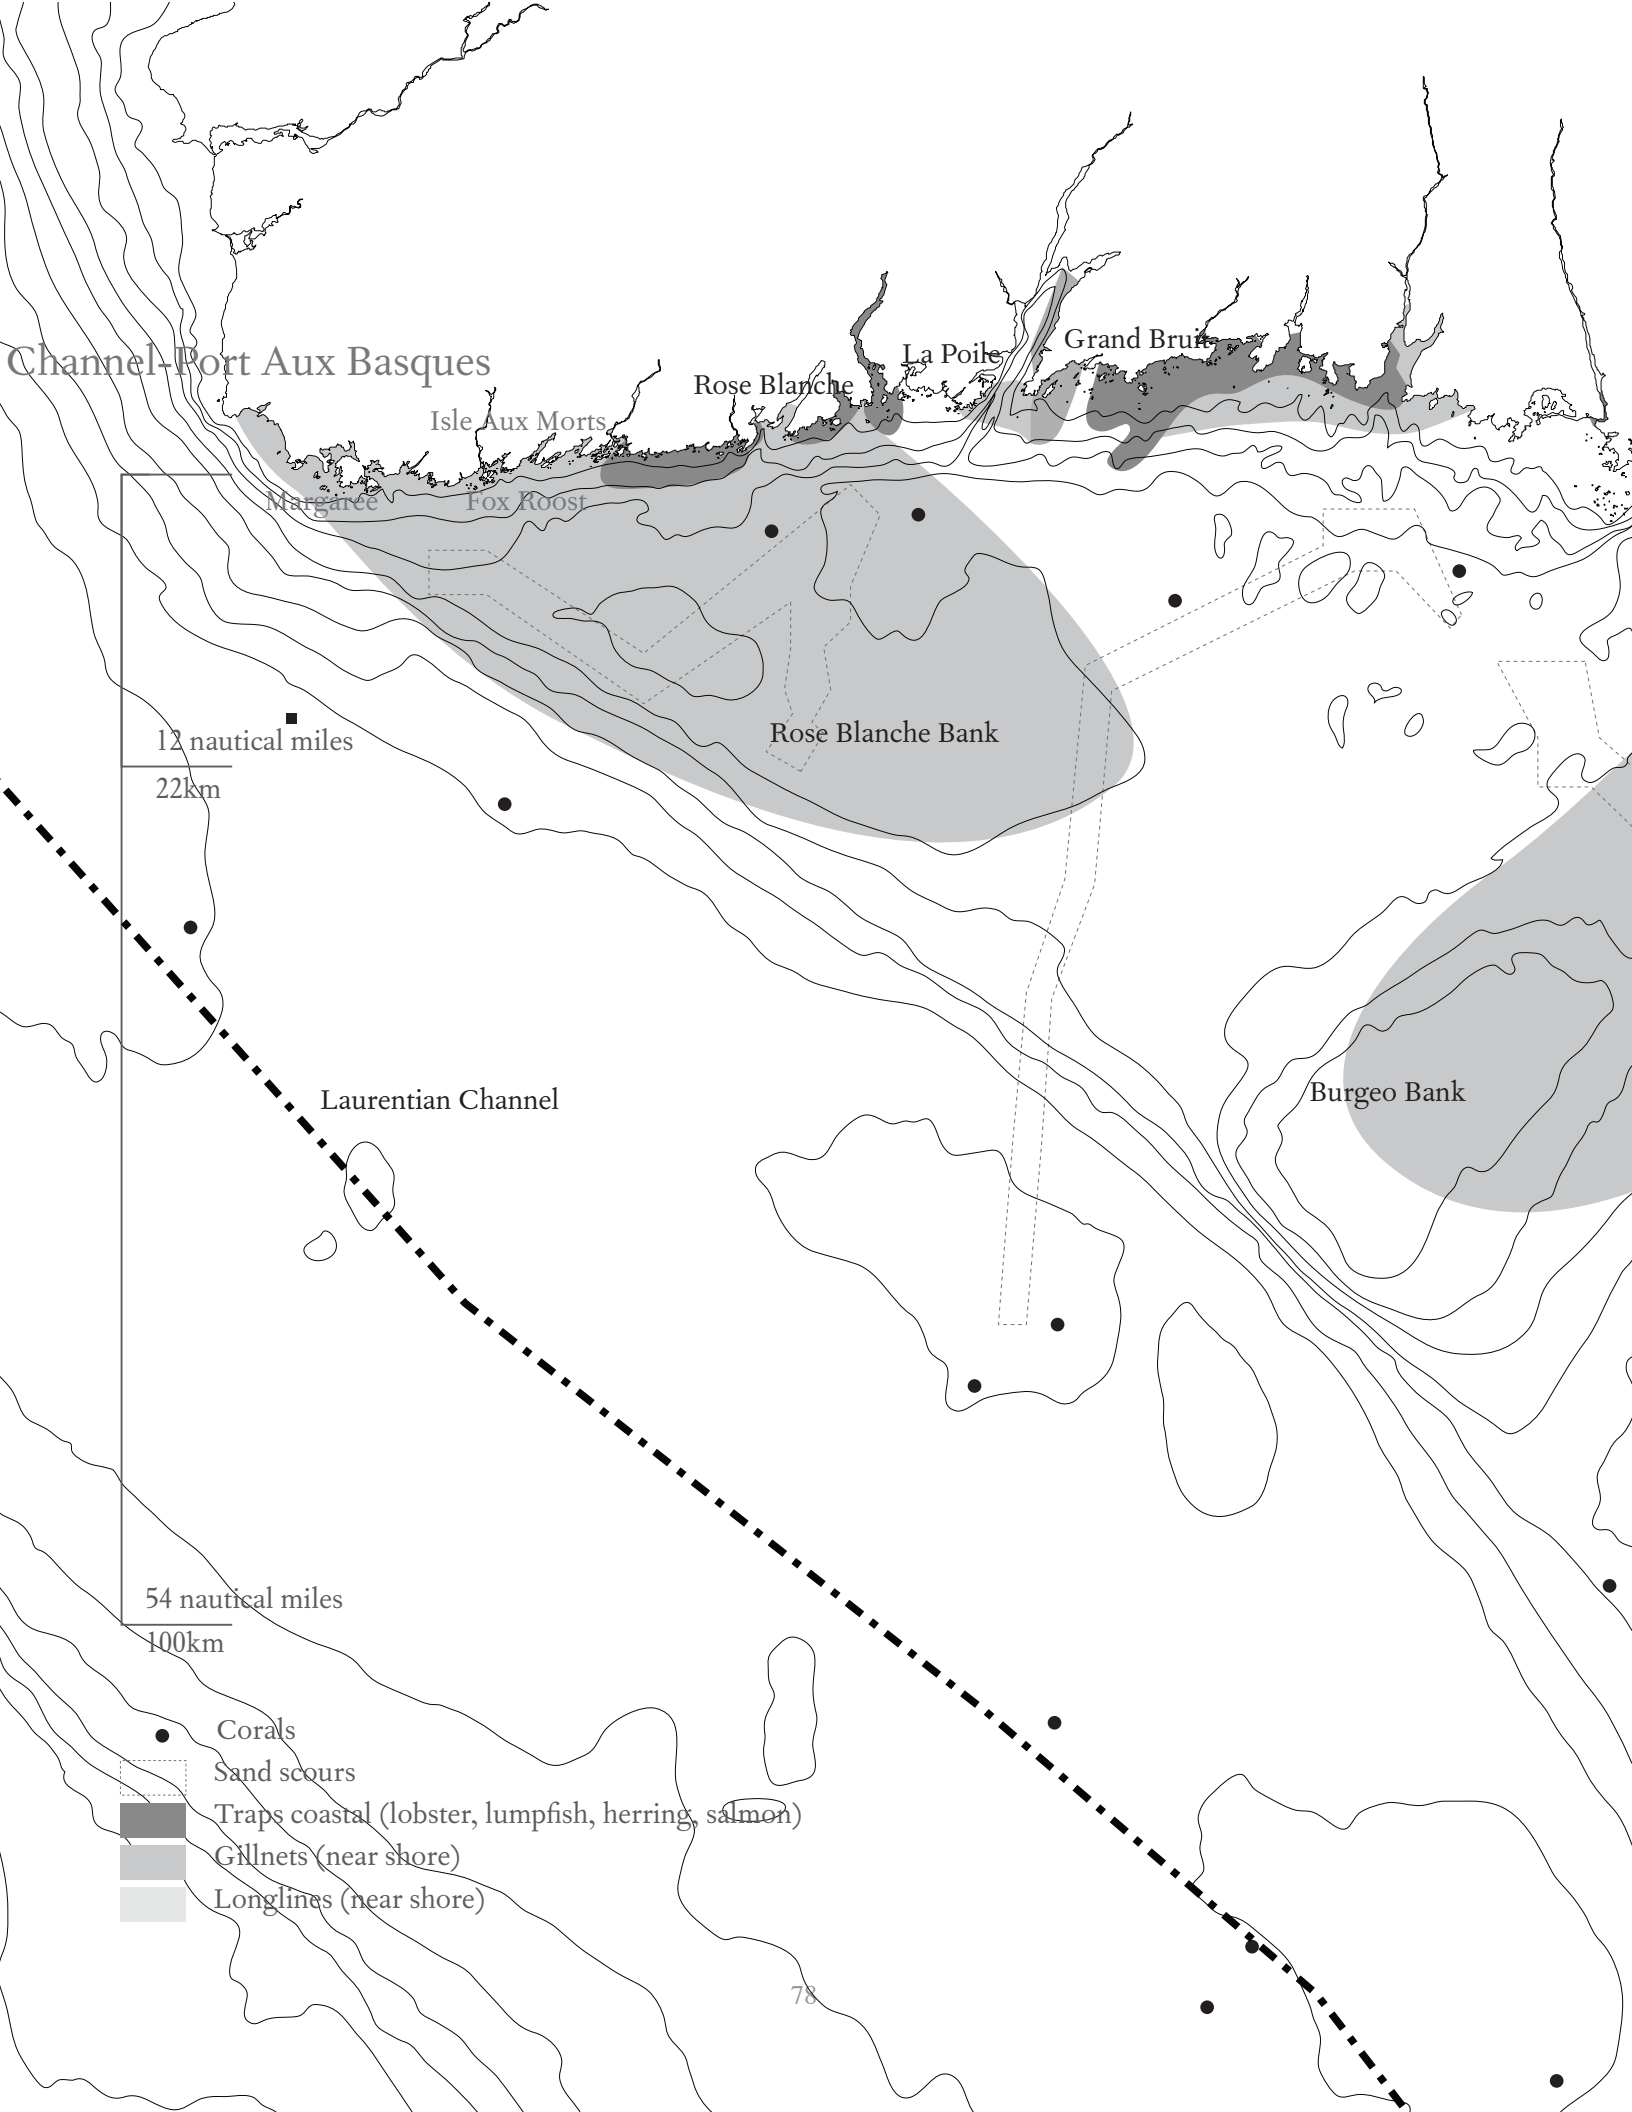 Grand Bruit
La Poile
Channel-Port Aux Basques
Rose Blanche
Isle Aux Morts
Margaree
Fox Roost
Rose Blanche Bank
12 nautical miles
22km
Burgeo Bank
Laurentian Channel
54 nautical miles
100km
Corals
Sand scours
Traps coastal (lobster, lumpfish, herring, salmon)
Gillnets (near shore)
Longlines (near shore)
78